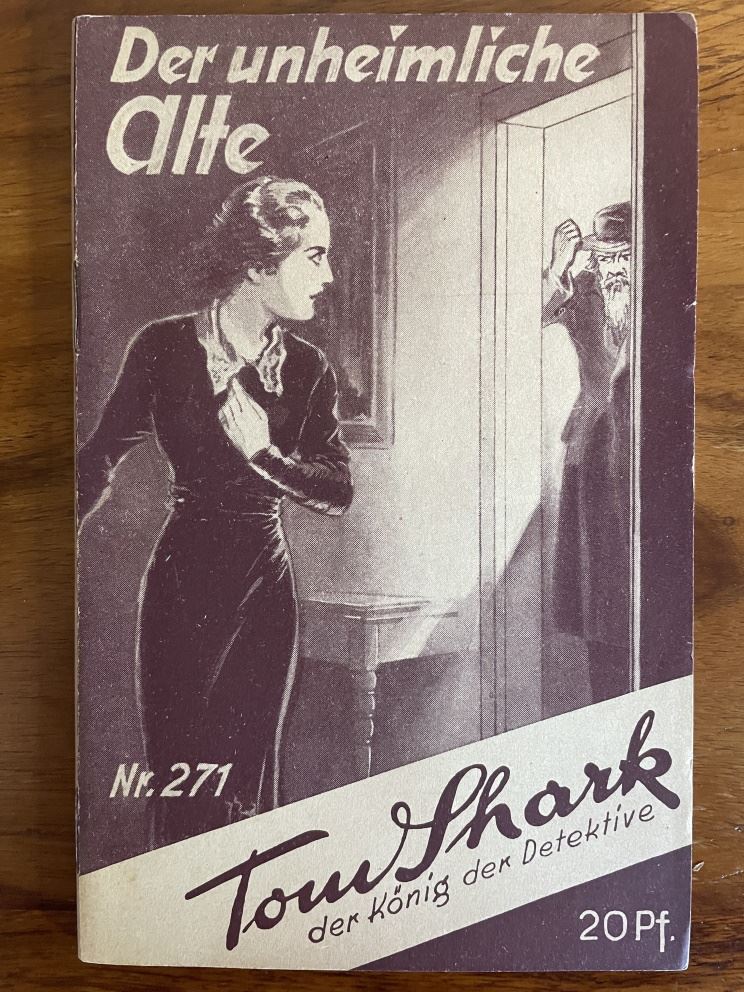 Der unheimliche
Alte
Nr. 271
Tom Shark
der König der Detektive
20 Pf.